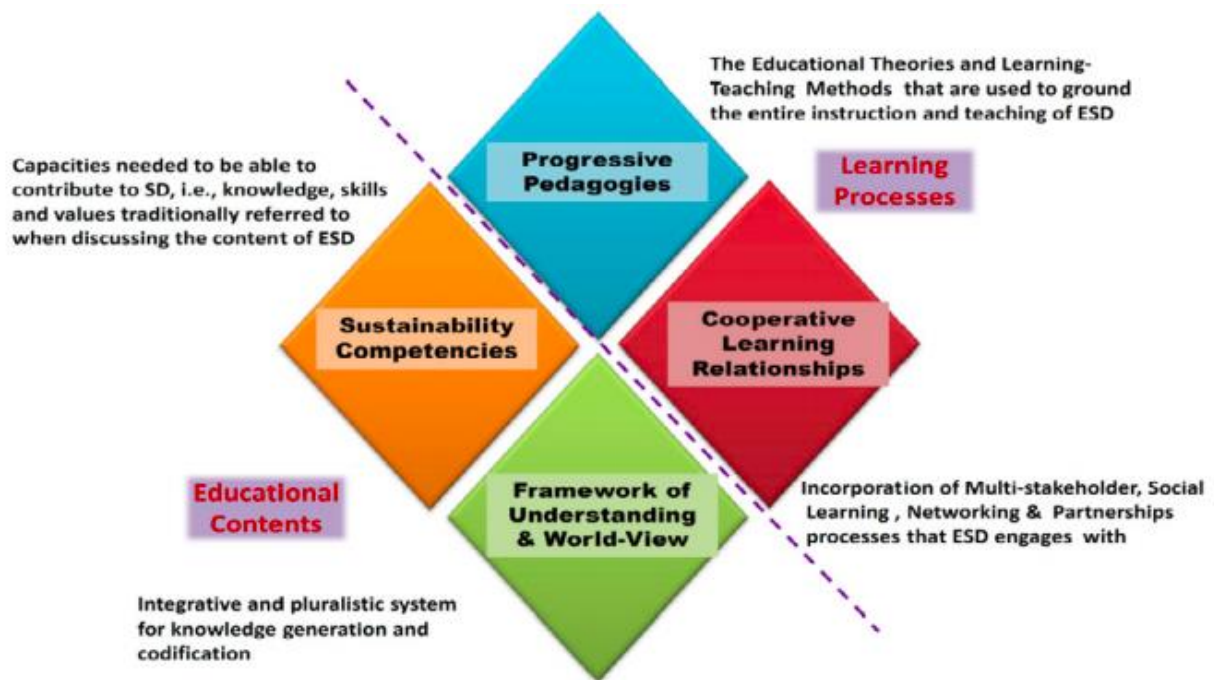 The Educational Theories and Learning-
Teaching Methods that are used to ground
the entire instruction and teaching of ESD
Progressive
Pedagogies
Learning
Processes
Capacities needed to be able to
contribute to SD, i.e., knowledge, skills
and values traditionally referred to
when discussing the content of ESD
Sustainability
Competencies
Cooperative
Learning
Relationships
Educational
Contents
Framework of
Understanding
& World-View
Incorporation of Multi-stakeholder, Social
Learning , Networking & Partnerships
processes that ESD engages with
Integrative and pluralistic system
for knowledge generation and
codification